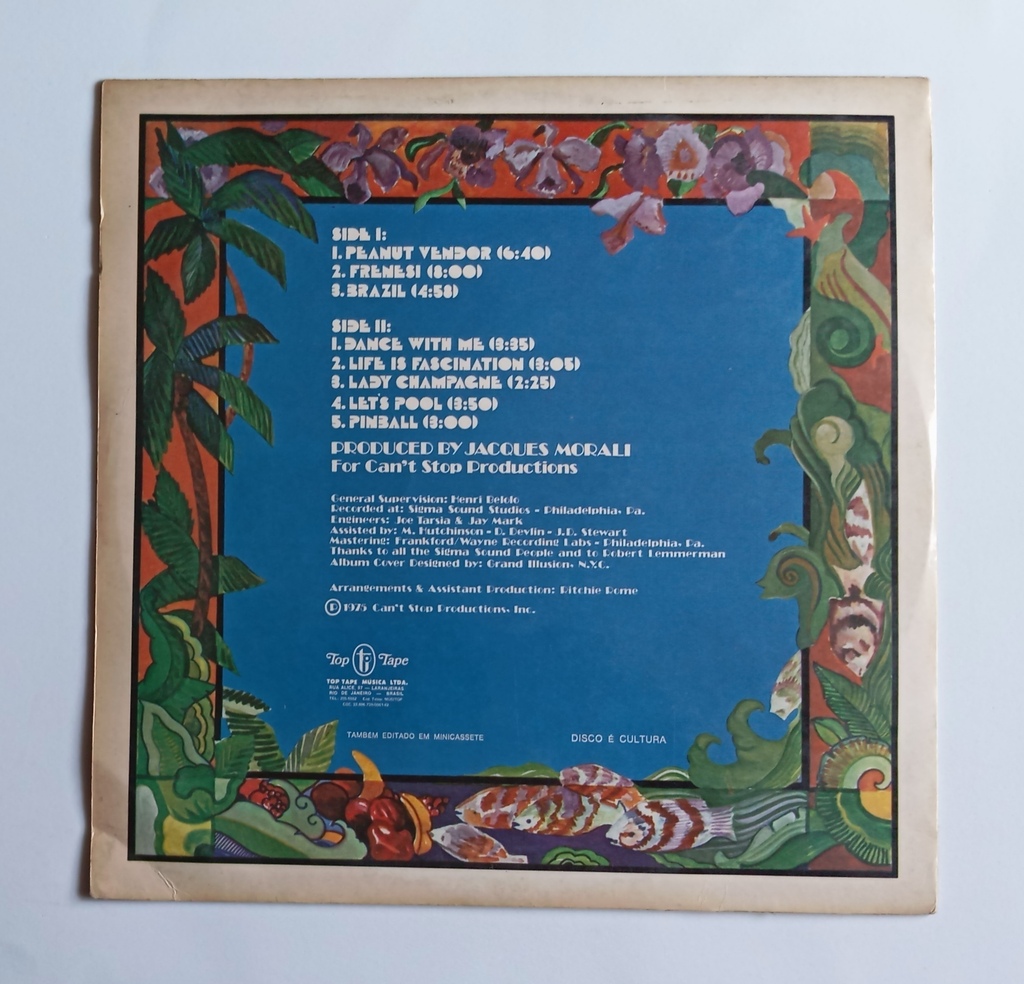 SIDE I:
1. PEANUT VENDOR (6:40)
2. FRENESI (8:00)
3. BRAZIL (4:58)
SIDE II:
1. DANCE WITH ME (3:35)
2. LIFE IS FASCINATION (3:05)
3. LADY CHAMPAGNE (2:25)
4. LET'S POOL (3:50)
5. PINBALL (3:00)
PRODUCED BY JACQUES MORALI
For Can't Stop Productions
General Supervision: Henri Belolo
Recorded at: Sigma Sound Studios - Philadelphia, Pa.
Engineers: Joe Tarsia & Jay Mark
Assisted by: M. Hutchinson - D. Devlin - J.D. Stewart
Mastering: Frankford/Wayne Recording Labs - Philadelphia, Pa.
Thanks to all the Sigma Sound People and to Robert Lemmerman
Album Cover Designed by: Grand Illusion, N.Y.C.
Arrangements & Assistant Production: Ritchie Rome
℗ 1975 Can't Stop Productions, Inc.
Top Tape
TOP TAPE MÚSICA LTDA.
RUA ALICE, 57 — LARANJEIRAS
RIO DE JANEIRO — BRASIL
TAMBÉM EDITADO EM MINICASSETE
DISCO É CULTURA